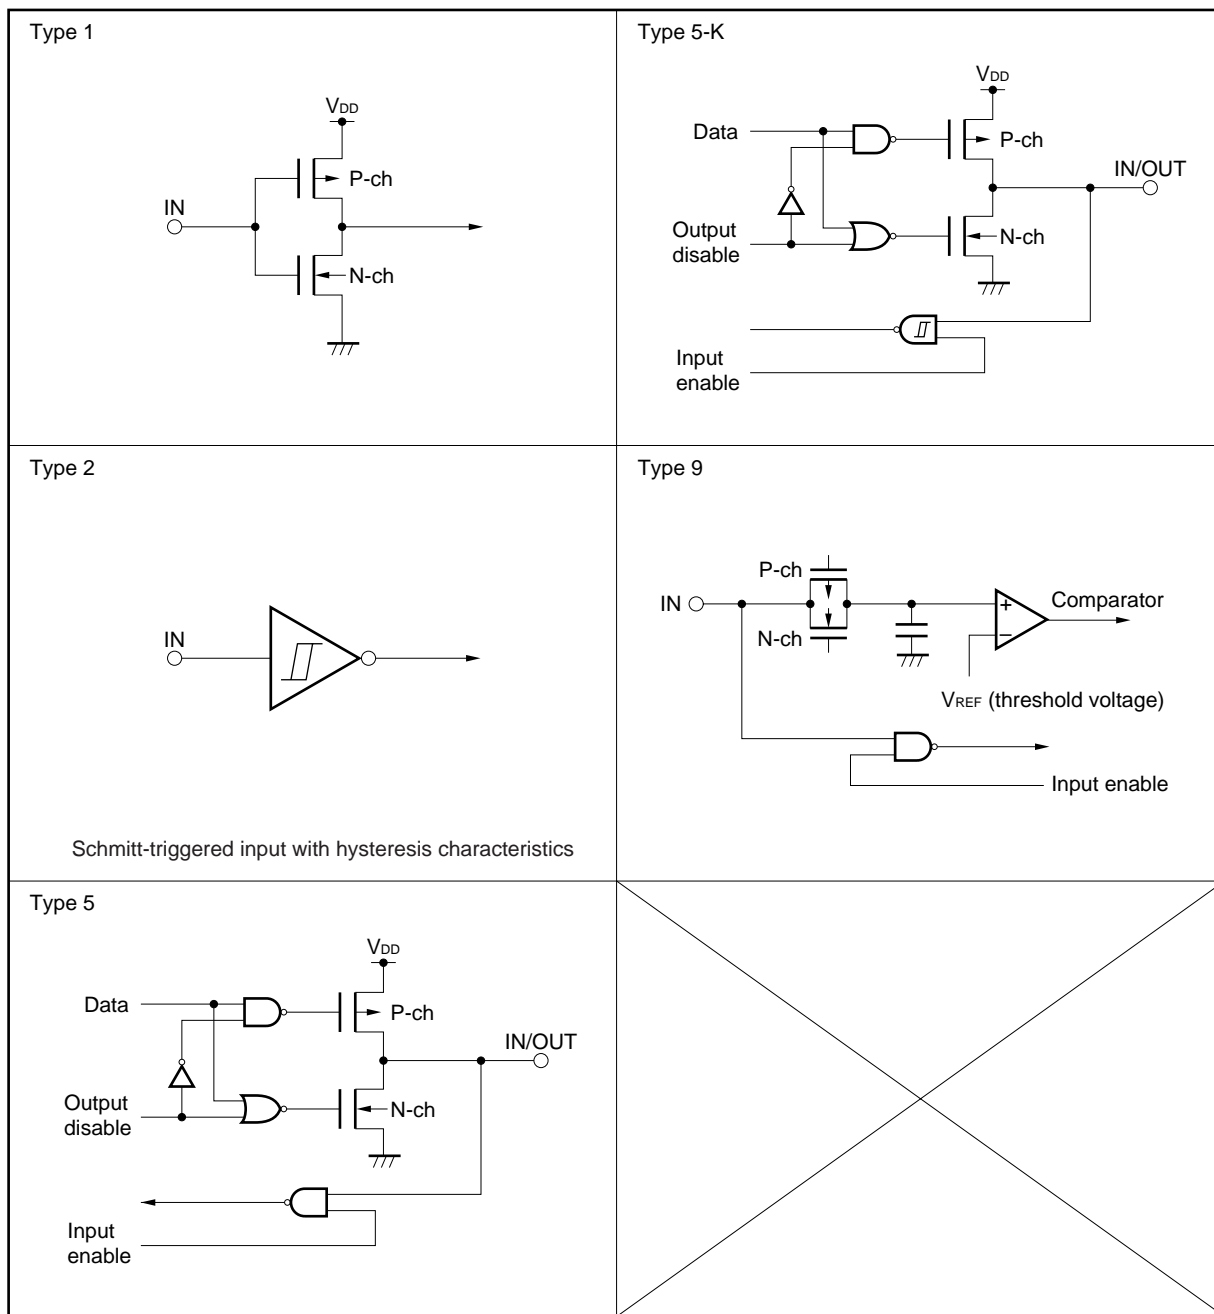 Type 1
VDD
P-ch
IN
N-ch
Type 5-K
VDD
Data
P-ch
IN/OUT
Output
disable
N-ch
Input
enable
Type 2
IN
Schmitt-triggered input with hysteresis characteristics
Type 9
P-ch
IN
N-ch
+
Comparator
−
VREF (threshold voltage)
Input enable
Type 5
VDD
Data
P-ch
IN/OUT
Output
disable
N-ch
Input
enable